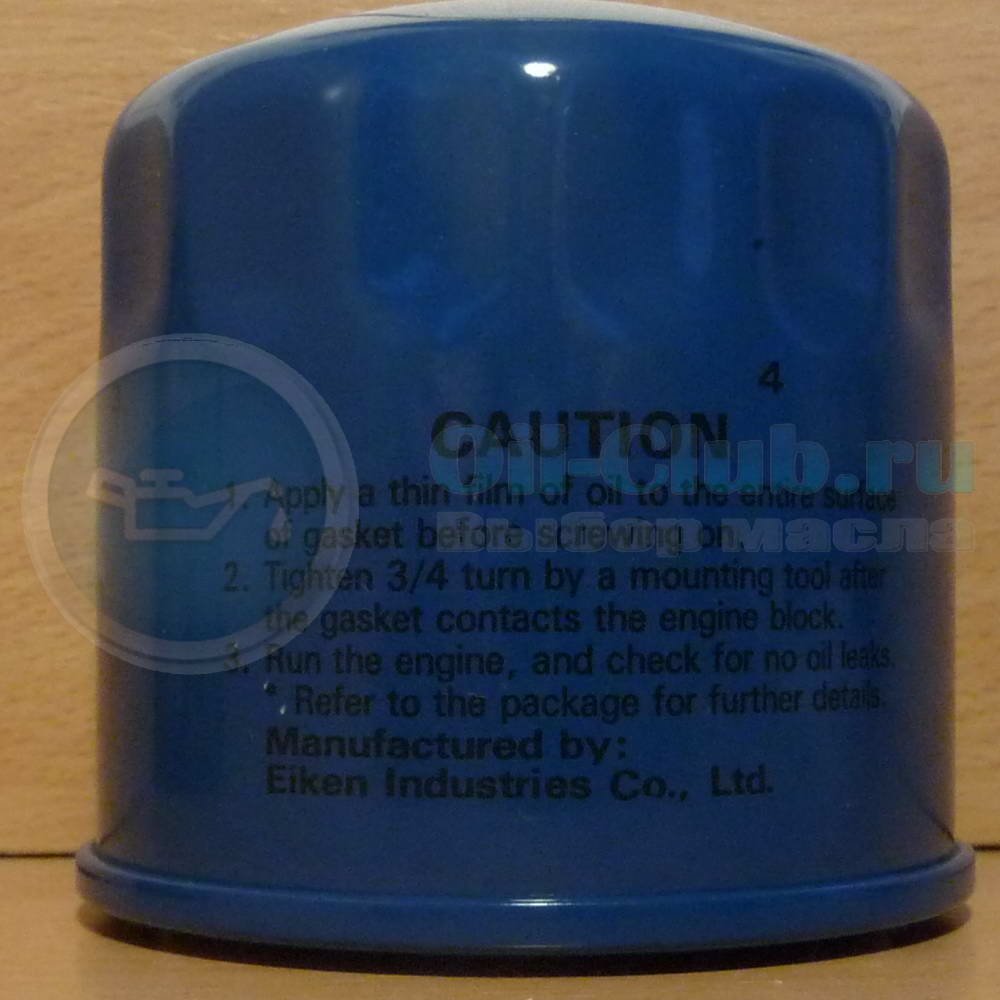 4
CAUTION
Oil-Club.ru
1. Apply a thin film of oil to the entire surface
of gasket before screwing on.
Выбор масла
2. Tighten 3/4 turn by a mounting tool after
the gasket contacts the engine block.
3. Run the engine, and check for no oil leaks.
* Refer to the package for further details.
Manufactured by:
Eiken Industries Co., Ltd.